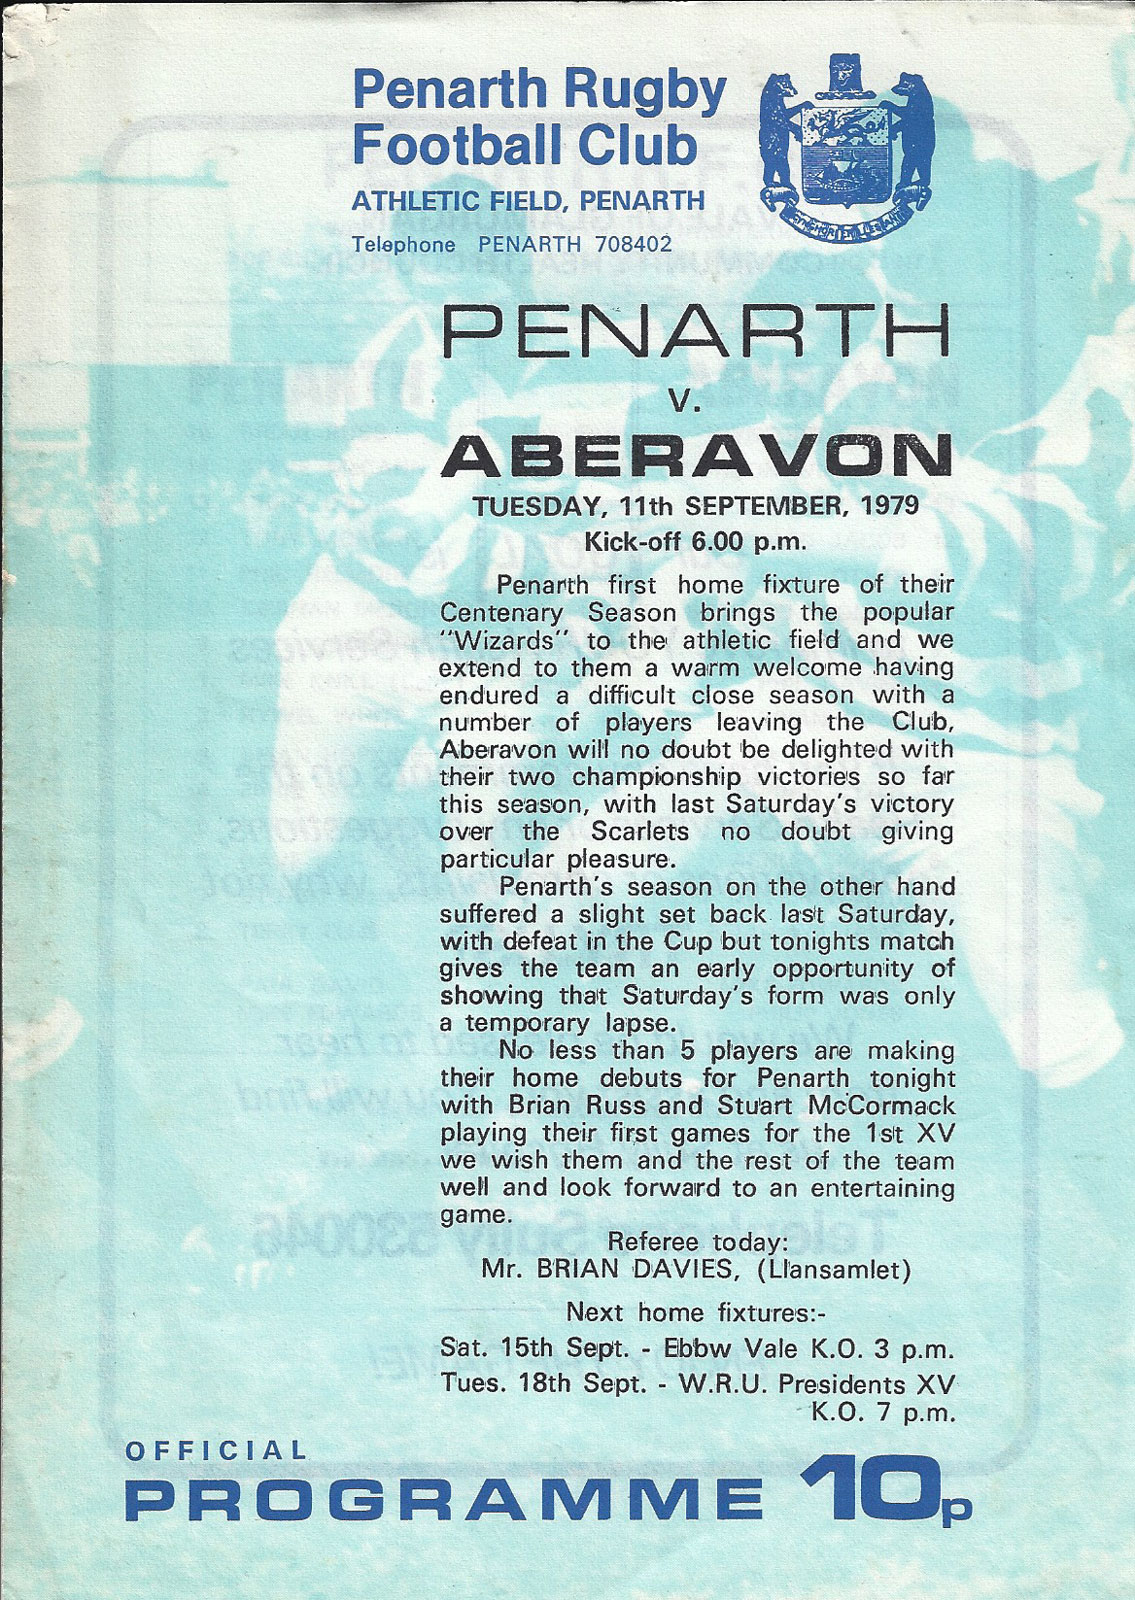 Penarth Rugby
Football Club
ATHLETIC FIELD, PENARTH
Telephone PENARTH 708402
PENARTH
v.
ABERAVON
TUESDAY, 11th SEPTEMBER, 1979
Kick-off 6.00 p.m.
Penarth first home fixture of their
Centenary Season brings the popular
"Wizards" to the athletic field and we
extend to them a warm welcome having
endured a difficult close season with a
number of players leaving the Club,
Aberavon will no doubt be delighted with
their two championship victories so far
this season, with last Saturday's victory
over the Scarlets no doubt giving
particular pleasure.
Penarth's season on the other hand
suffered a slight set back last Saturday,
with defeat in the Cup but tonights match
gives the team an early opportunity of
showing that Saturday's form was only
a temporary lapse.
No less than 5 players are making
their home debuts for Penarth tonight
with Brian Russ and Stuart McCormack
playing their first games for the 1st XV
we wish them and the rest of the team
well and look forward to an entertaining
game.
Referee today:
Mr. BRIAN DAVIES, (Llansamlet)
Next home fixtures:-
Sat. 15th Sept. - Ebbw Vale K.O. 3 p.m.
Tues. 18th Sept. - W.R.U. Presidents XV
K.O. 7 p.m.
OFFICIAL
PROGRAMME 10p